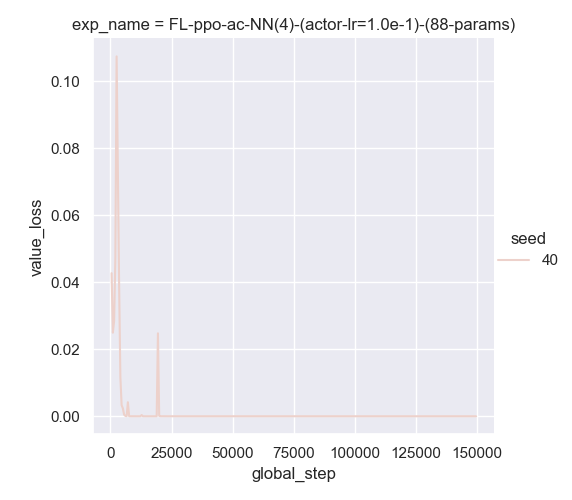 exp_name = FL-ppo-ac-NN(4)-(actor-lr=1.0e-1)-(88-params)
0.10
0.08
0.06
0.04
0.02
0.00
value_loss
seed
40
0 25000 50000 75000 100000 125000 150000
global_step